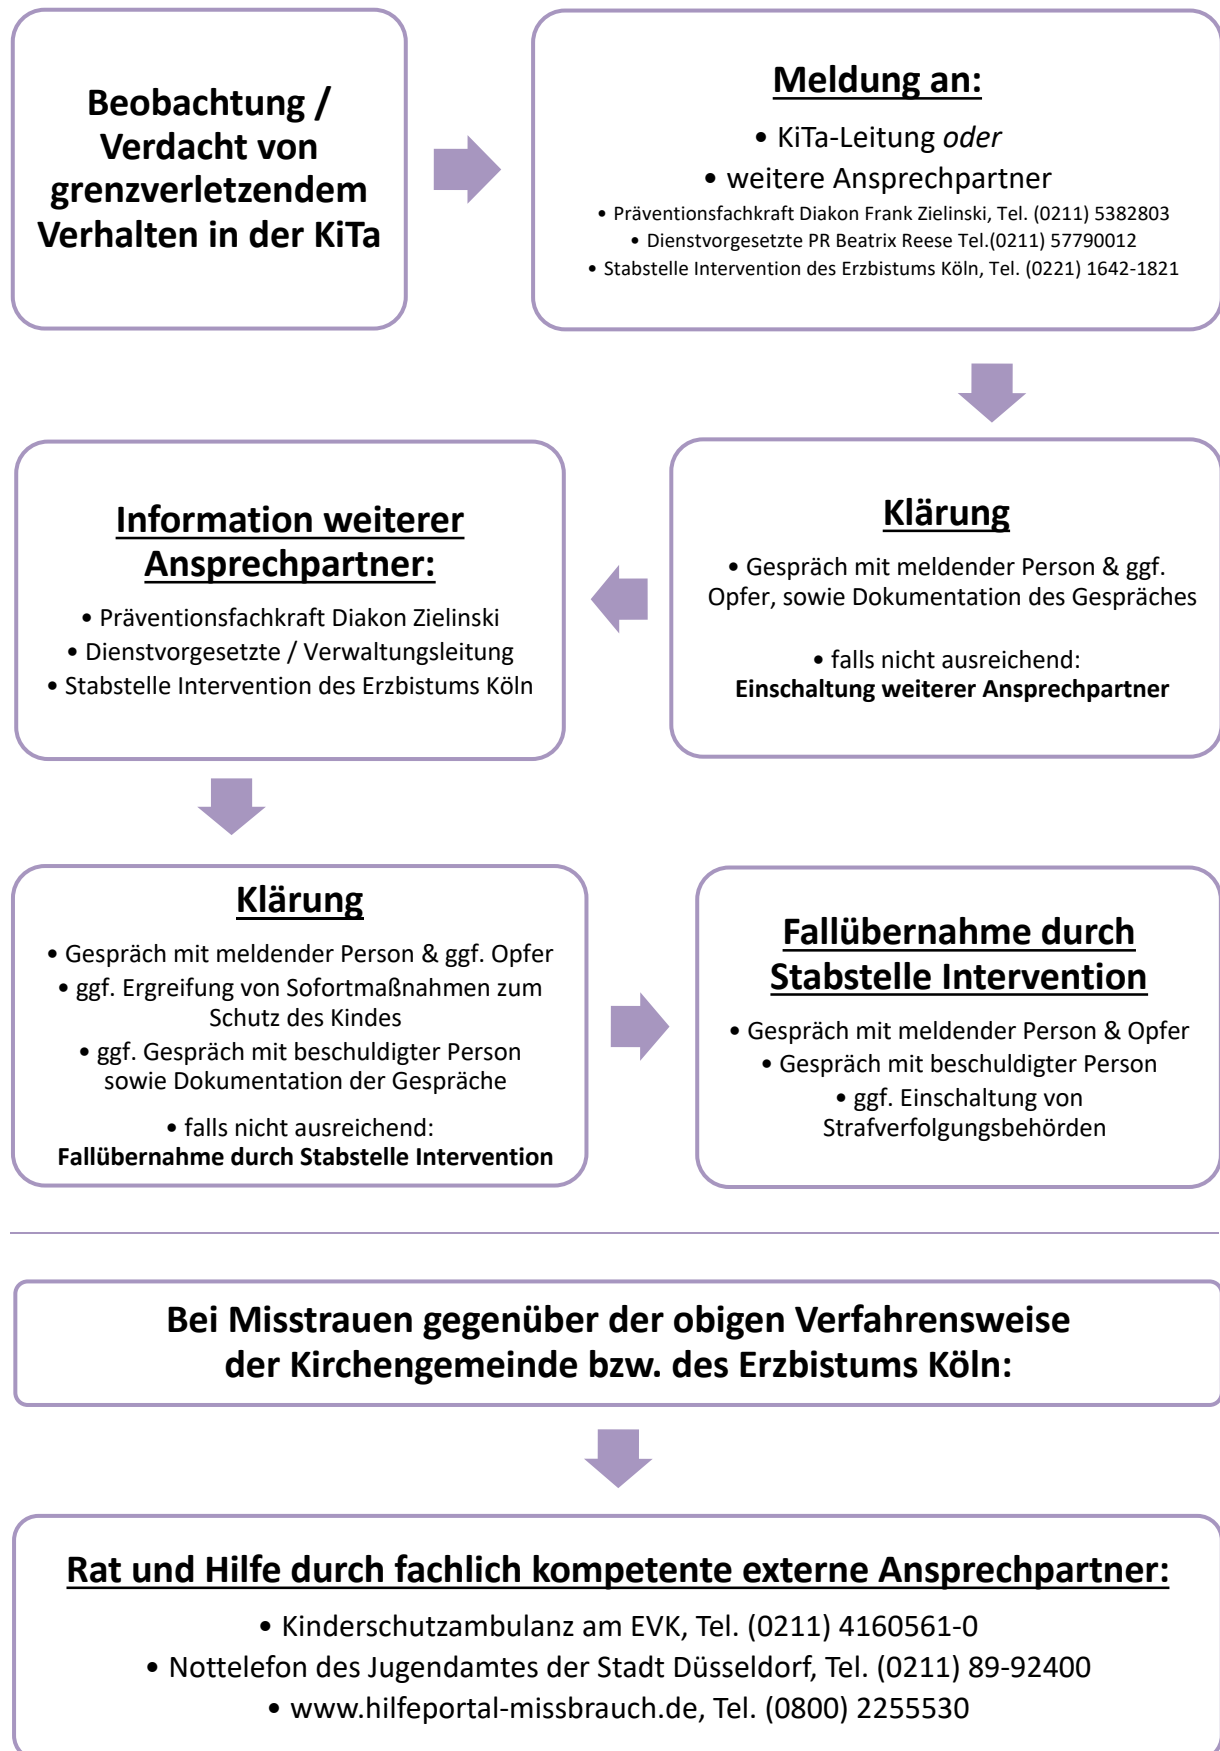 Beobachtung /
Verdacht von
grenzverletzendem
Verhalten in der KiTa
Meldung an:
• KiTa-Leitung oder
• weitere Ansprechpartner
• Präventionsfachkraft Diakon Frank Zielinski, Tel. (0211) 5382803
• Dienstvorgesetzte PR Beatrix Reese Tel.(0211) 57790012
• Stabstelle Intervention des Erzbistums Köln, Tel. (0221) 1642-1821
Klärung
• Gespräch mit meldender Person & ggf.
Opfer, sowie Dokumentation des Gespräches
• falls nicht ausreichend:
Einschaltung weiterer Ansprechpartner
Information weiterer
Ansprechpartner:
• Präventionsfachkraft Diakon Zielinski
• Dienstvorgesetzte / Verwaltungsleitung
• Stabstelle Intervention des Erzbistums Köln
Klärung
• Gespräch mit meldender Person & ggf. Opfer
• ggf. Ergreifung von Sofortmaßnahmen zum
Schutz des Kindes
• ggf. Gespräch mit beschuldigter Person
sowie Dokumentation der Gespräche
• falls nicht ausreichend:
Fallübernahme durch Stabstelle Intervention
Fallübernahme durch
Stabstelle Intervention
• Gespräch mit meldender Person & Opfer
• Gespräch mit beschuldigter Person
• ggf. Einschaltung von
Strafverfolgungsbehörden
Bei Misstrauen gegenüber der obigen Verfahrensweise
der Kirchengemeinde bzw. des Erzbistums Köln:
Rat und Hilfe durch fachlich kompetente externe Ansprechpartner:
• Kinderschutzambulanz am EVK, Tel. (0211) 4160561-0
• Nottelefon des Jugendamtes der Stadt Düsseldorf, Tel. (0211) 89-92400
• www.hilfeportal-missbrauch.de, Tel. (0800) 2255530